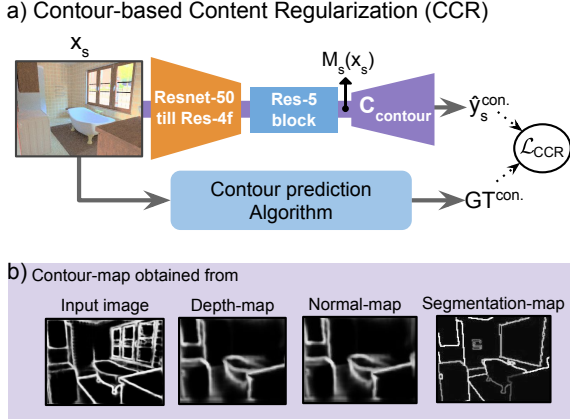 a) Contour-based Content Regularization (CCR)
x_s
M_s(x_s)
Resnet-50
till Res-4f
Res-5
block
C_contour
ŷ_s^con.
ℒ_CCR
Contour prediction
Algorithm
GT^con.
b) Contour-map obtained from
Input image
Depth-map
Normal-map
Segmentation-map